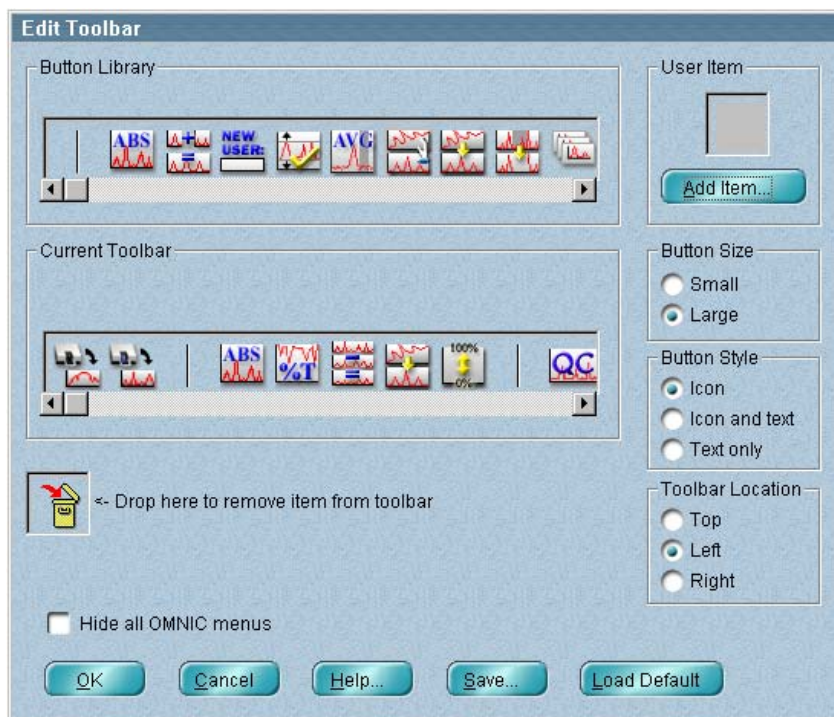 Edit Toolbar
Button Library
ABS
NEW
USER:
AVG
User Item
Add Item...
Current Toolbar
ABS
%T
100%
0%
QC
Button Size
Small
Large
Button Style
Icon
Icon and text
Text only
<- Drop here to remove item from toolbar
Toolbar Location
Top
Left
Right
Hide all OMNIC menus
OK
Cancel
Help...
Save...
Load Default